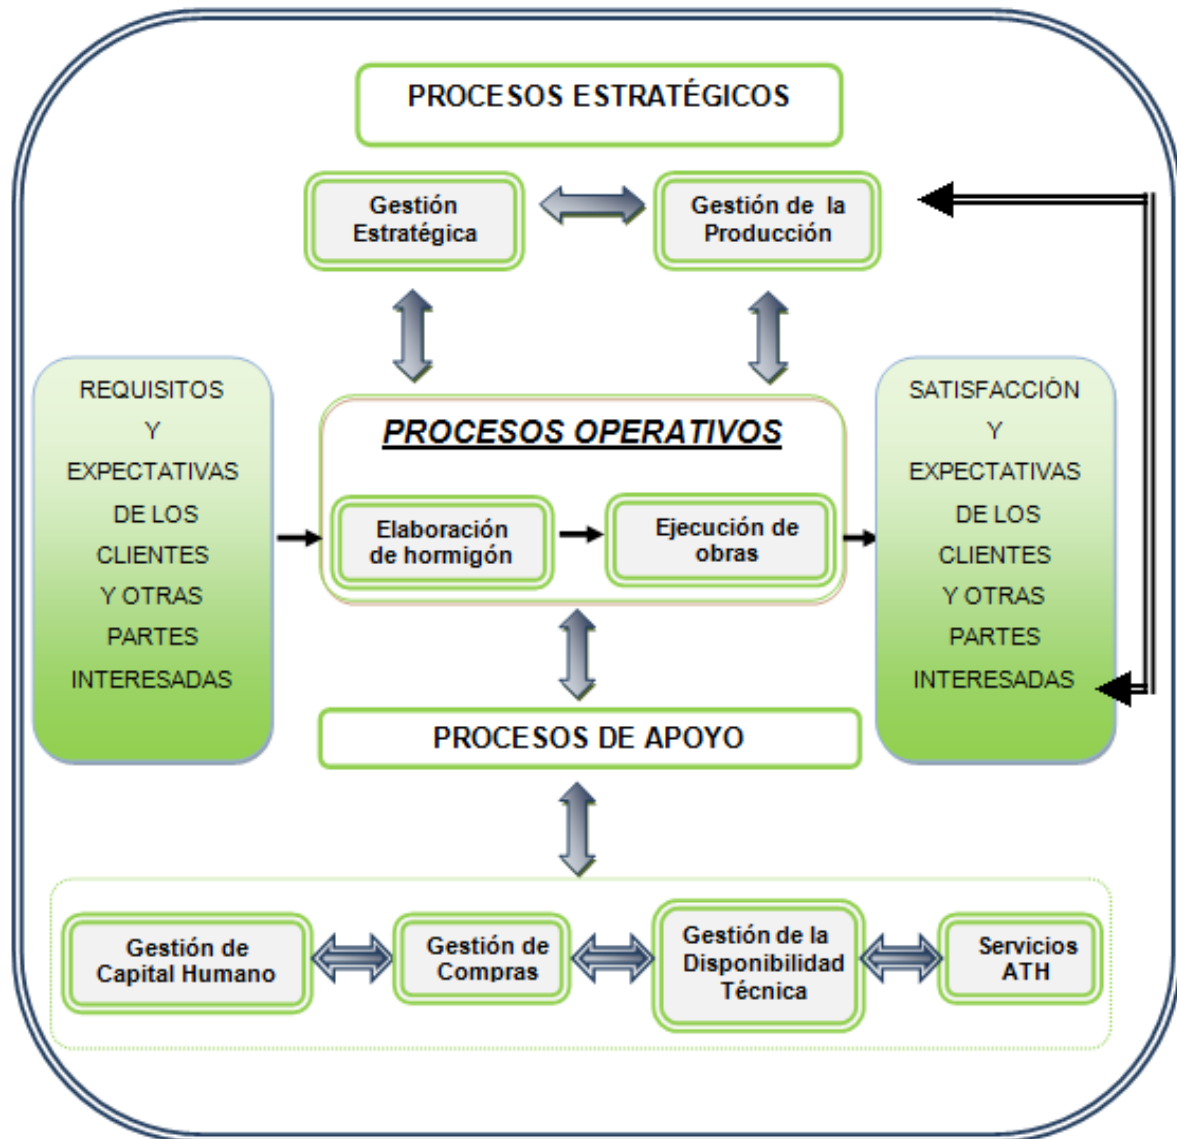 PROCESOS ESTRATÉGICOS
Gestión
Estratégica
Gestión de la
Producción
REQUISITOS
Y
EXPECTATIVAS
DE LOS
CLIENTES
Y OTRAS
PARTES
INTERESADAS
PROCESOS OPERATIVOS
Elaboración
de hormigón
Ejecución de
obras
SATISFACCIÓN
Y
EXPECTATIVAS
DE LOS
CLIENTES
Y OTRAS
PARTES
INTERESADAS
PROCESOS DE APOYO
Gestión de
Capital Humano
Gestión de
Compras
Gestión de la
Disponibilidad
Técnica
Servicios
ATH